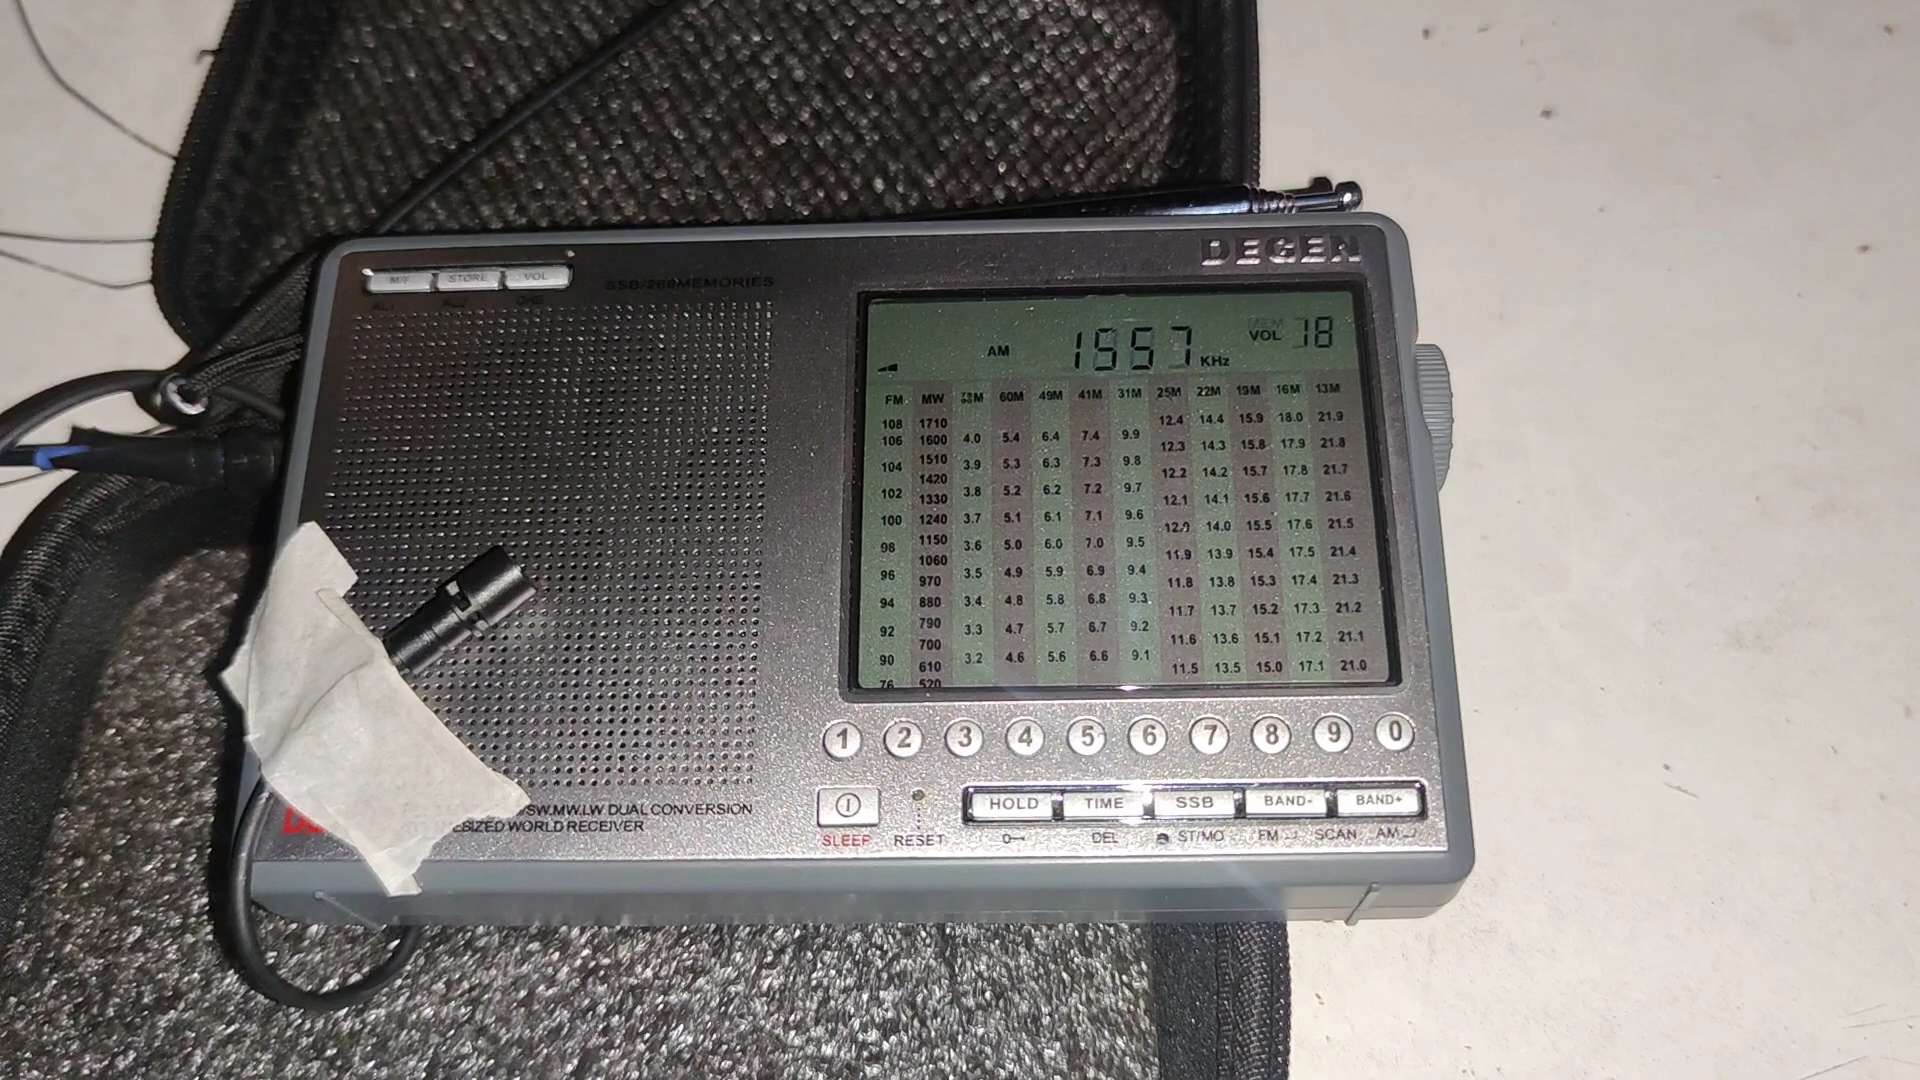 DEGEN
M/F STORE VOL
SSB/268MEMORIES
MEM
VOL 18
AM 1557 KHz
FM MW 60M 49M 41M 31M 25M 22M 19M 16M 13M
108 1710 12.4 14.4 15.9 18.0 21.9
106 1600 4.0 5.4 6.4 7.4 9.9 12.3 14.3 15.8 17.9 21.8
104 1510 3.9 5.3 6.3 7.3 9.8 12.2 14.2 15.7 17.8 21.7
1420
102 1330 3.8 5.2 6.2 7.2 9.7 12.1 14.1 15.6 17.7 21.6
100 1240 3.7 5.1 6.1 7.1 9.6 12.0 14.0 15.5 17.6 21.5
98 1150 3.6 5.0 6.0 7.0 9.5 11.9 13.9 15.4 17.5 21.4
1060
96 970 3.5 4.9 5.9 6.9 9.4 11.8 13.8 15.3 17.4 21.3
94 880 3.4 4.8 5.8 6.8 9.3 11.7 13.7 15.2 17.3 21.2
92 790 3.3 4.7 5.7 6.7 9.2 11.6 13.6 15.1 17.2 21.1
700
90 610 3.2 4.6 5.6 6.6 9.1 11.5 13.5 15.0 17.1 21.0
76 520
1 2 3 4 5 6 7 8 9 0
HOLD TIME SSB BAND- BAND+
SLEEP RESET DEL ST/MO FM SCAN AM
/SW.MW.LW DUAL CONVERSION
WORLD RECEIVER